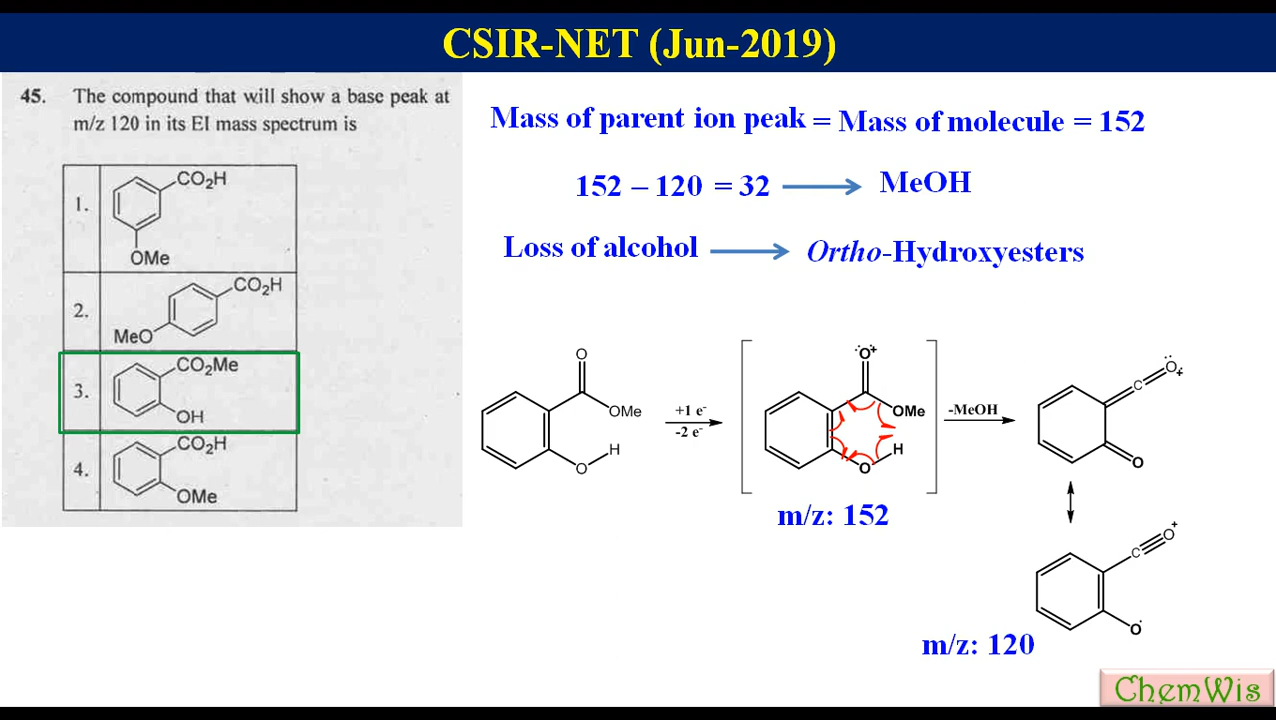 CSIR-NET (Jun-2019)
45. The compound that will show a base peak at
m/z 120 in its EI mass spectrum is
1. CO₂H
OMe
2. CO₂H
MeO
3. CO₂Me
OH
4. CO₂H
OMe
Mass of parent ion peak = Mass of molecule = 152
152 – 120 = 32 → MeOH
Loss of alcohol → Ortho-Hydroxyesters
O
OMe
H
O
+1 e⁻
-2 e⁻
O⁺
OMe
H
O
m/z: 152
-MeOH
C O +
O
C O +
O
m/z: 120
ChemWis